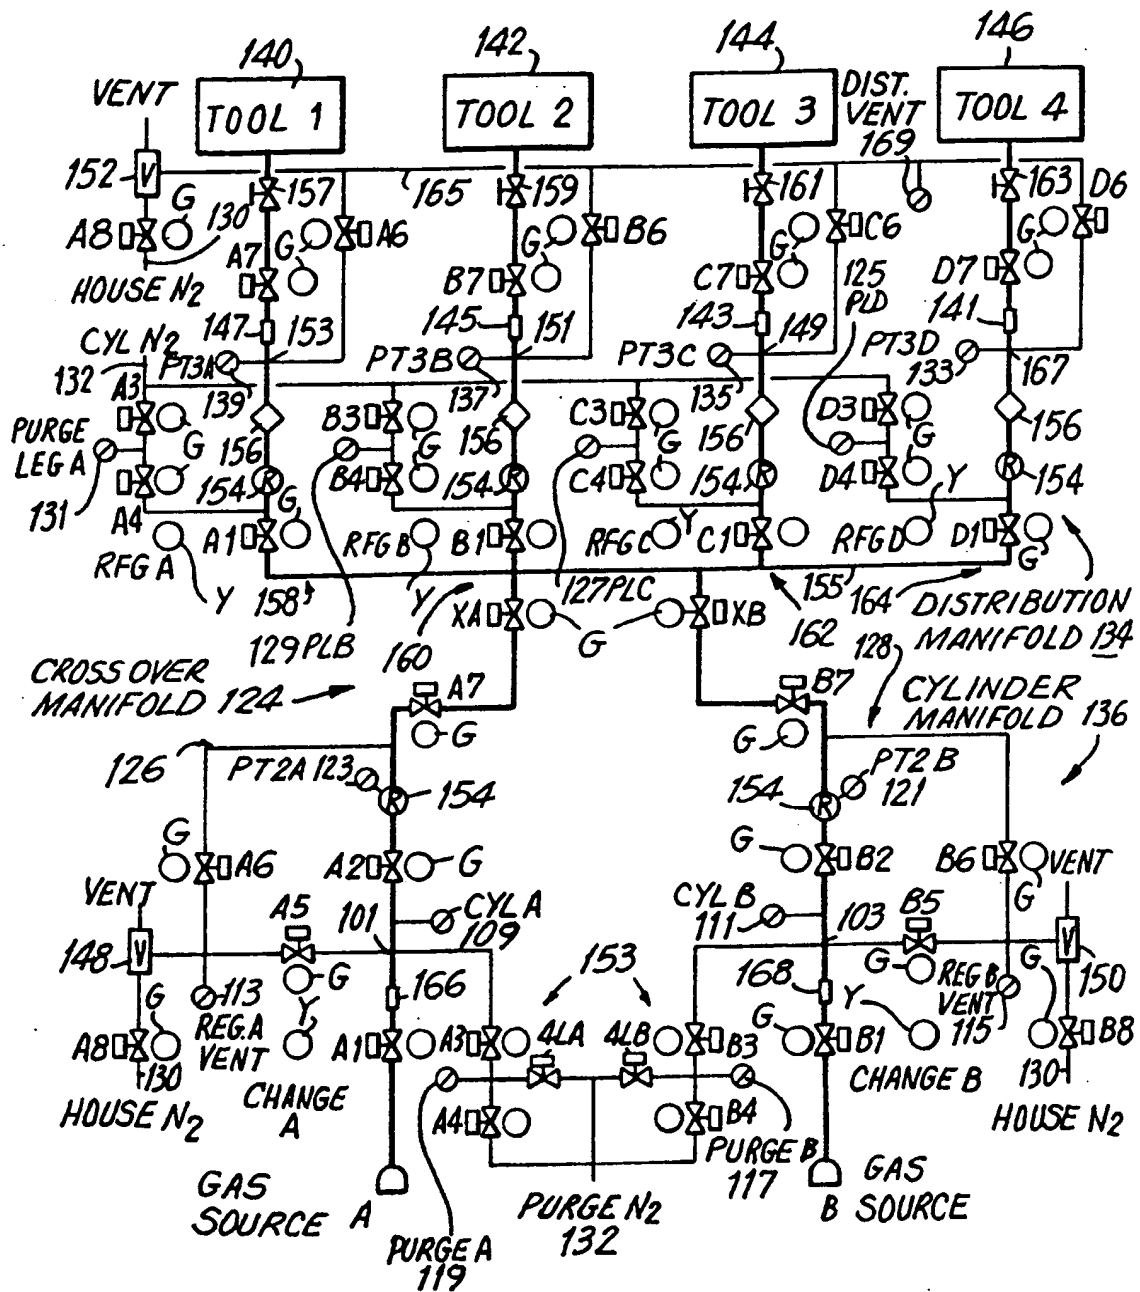 140
142
144
146
VENT
TOOL 1
TOOL 2
TOOL 3
DIST.
VENT
169
TOOL 4
152
V
157
165
159
161
163
D6
G
130
A8
A7
G
A6
B7
G
B6
C7
G
C6
125
PLD
D7
G
HOUSE N2
147
153
145
151
143
149
141
CYL N2
132
PT3A
PT3B
PT3C
PT3D
133
167
A3
139
B3
137
C3
135
D3
G
G
G
G
PURGE
LEG A
156
156
156
156
G
B4
C4
D4
Y
154
154
154
154
131
A4
G
Y
RFG A
A1
RFG B
B1
RFG C
C1
RFG D
D1
G
Y
158
Y
127 PLC
155
164
DISTRIBUTION
MANIFOLD 134
129 PLB
160
XA
G
XB
162
128
CROSS OVER
MANIFOLD 124
A7
B7
CYLINDER
MANIFOLD 136
G
G
126
PT2A 123
R
154
154
R
PT2 B
121
G
A6
A2
G
G
B2
B6
G
VENT
VENT
A5
101
CYL A
109
CYL B
111
103
B5
148
V
G
153
G
V
150
G
113
REG. A
VENT
Y
166
168
Y
REG B
VENT
115
G
A8
130
A1
A3
4LA
4LB
B3
G
B1
B8
HOUSE N2
CHANGE
A
CHANGE B
130
HOUSE N2
A4
B4
PURGE B
117
GAS
SOURCE A
PURGE N2
132
GAS
B SOURCE
PURGE A
119